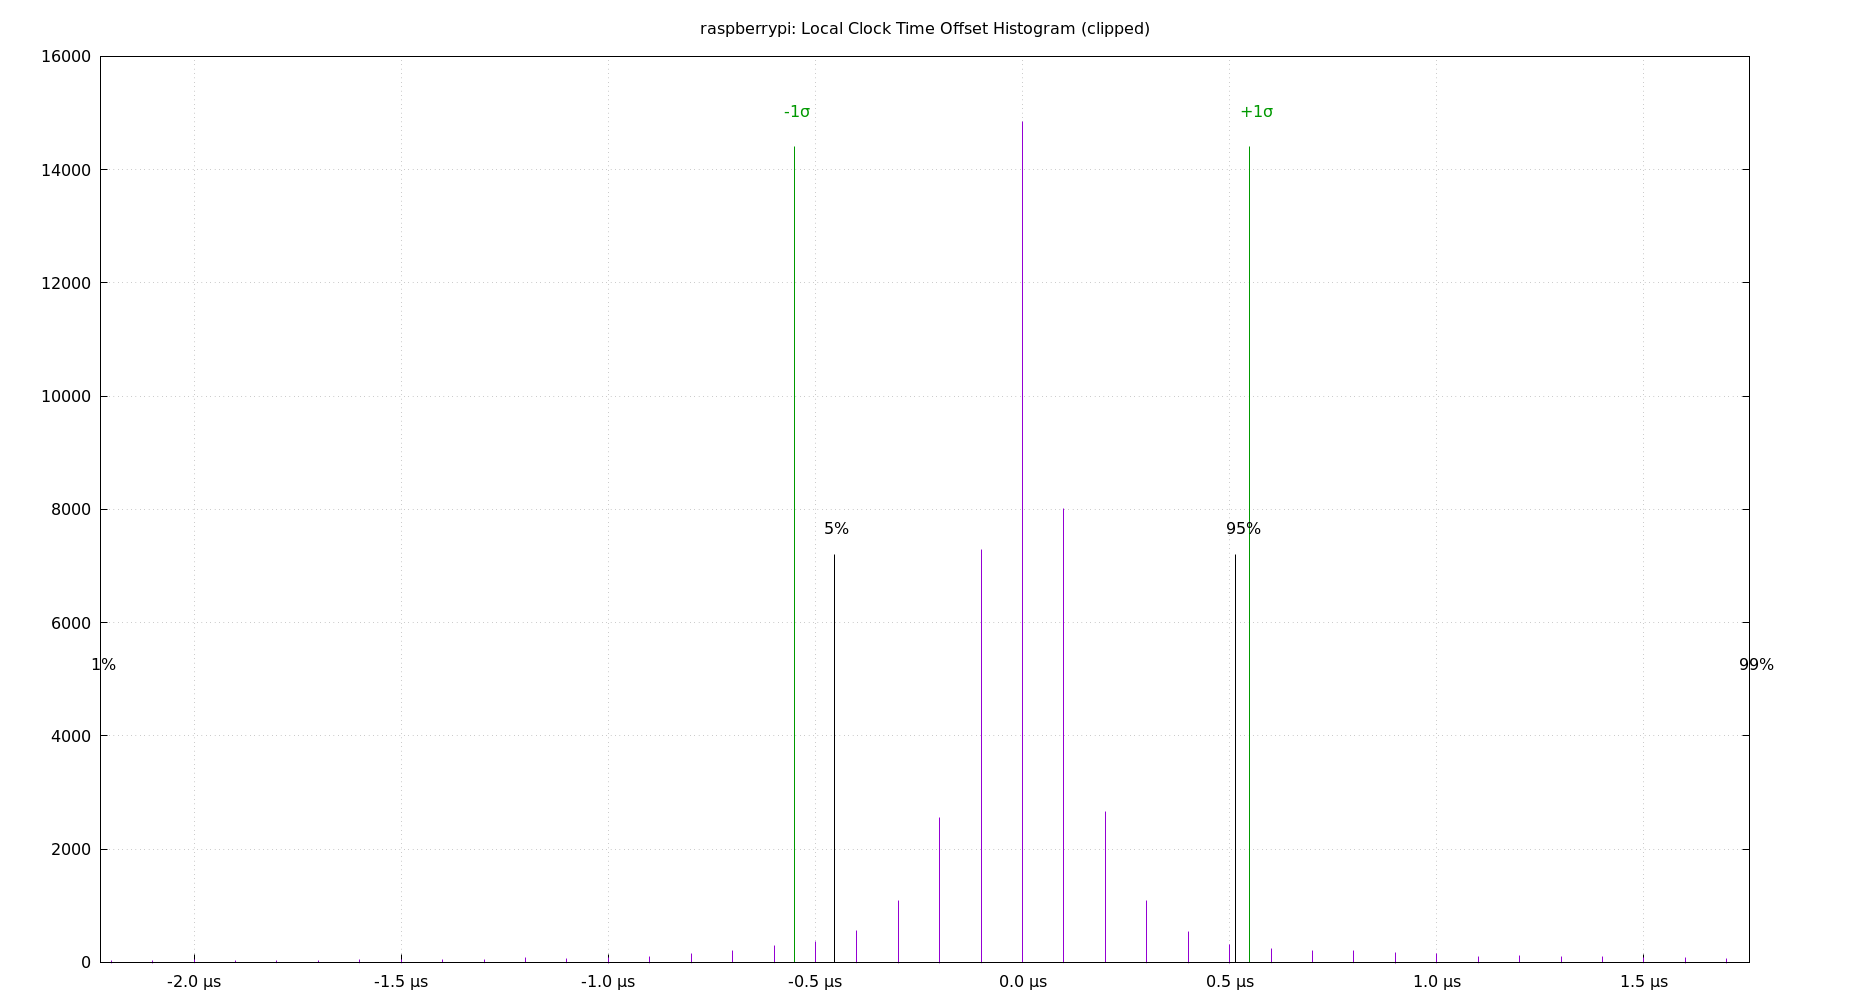 raspberrypi: Local Clock Time Offset Histogram (clipped)
16000
-1σ
+1σ
14000
12000
10000
8000
5%
95%
6000
1%
99%
4000
2000
0
-2.0 µs
-1.5 µs
-1.0 µs
-0.5 µs
0.0 µs
0.5 µs
1.0 µs
1.5 µs